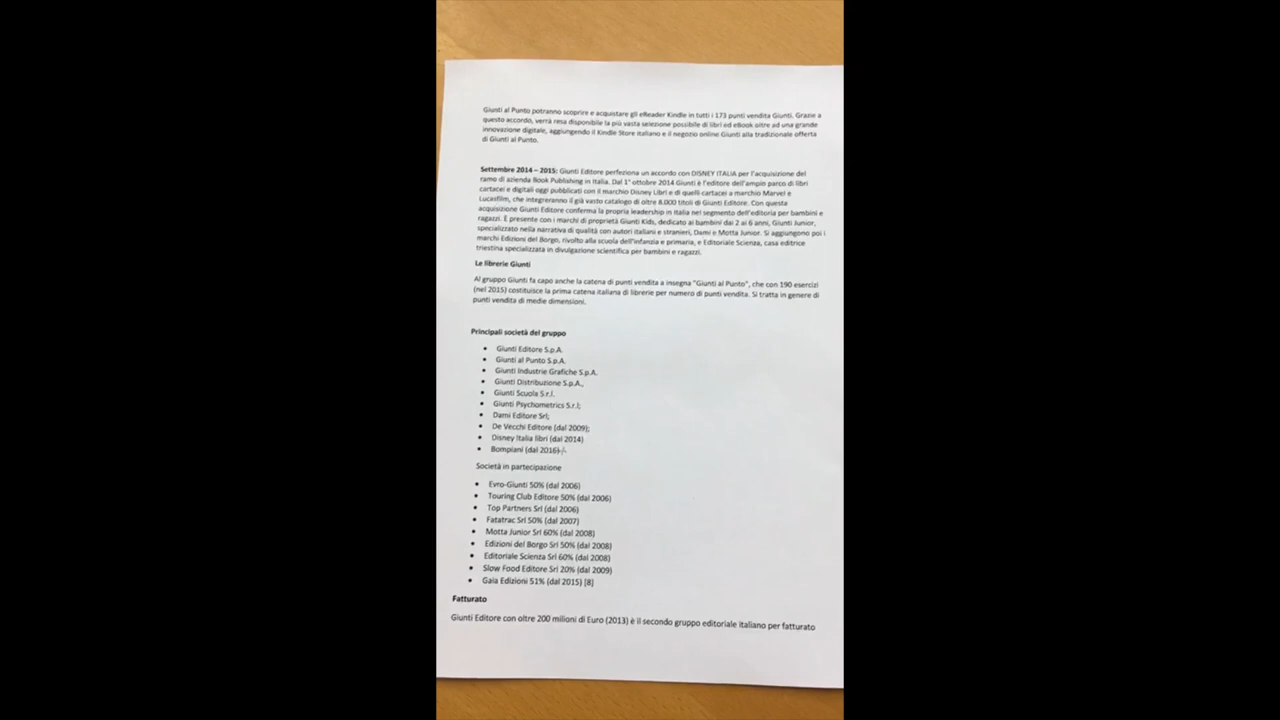 Giunti al Punto potranno scoprire e acquistare gli eReader Kindle in tutti i 173 punti vendita Giunti. Grazie a
questo accordo, verrà resa disponibile la più vasta selezione possibile di libri ed eBook oltre ad una grande
innovazione digitale, aggiungendo il Kindle Store italiano e il negozio online Giunti alla tradizionale offerta
di Giunti al Punto.
Settembre 2014 – 2015: Giunti Editore perfeziona un accordo con DISNEY ITALIA per l'acquisizione del
ramo di azienda Book Publishing in Italia. Dal 1° ottobre 2014 Giunti è l'editore dell'ampio parco di libri
cartacei e digitali oggi pubblicati con il marchio Disney Libri e di quelli cartacei a marchio Marvel e
Lucasfilm, che integreranno il già vasto catalogo di oltre 8.000 titoli di Giunti Editore. Con questa
acquisizione Giunti Editore conferma la propria leadership in Italia nel segmento dell'editoria per bambini e
ragazzi. È presente con i marchi di proprietà Giunti Kids, dedicato ai bambini dai 2 ai 6 anni, Giunti Junior,
specializzato nella narrativa di qualità con autori italiani e stranieri, Dami e Motta Junior. Si aggiungono poi i
marchi Edizioni del Borgo, rivolto alla scuola dell'infanzia e primaria, e Editoriale Scienza, casa editrice
triestina specializzata in divulgazione scientifica per bambini e ragazzi.
Le librerie Giunti
Al gruppo Giunti fa capo anche la catena di punti vendita a insegna "Giunti al Punto", che con 190 esercizi
(nel 2015) costituisce la prima catena italiana di librerie per numero di punti vendita. Si tratta in genere di
punti vendita di medie dimensioni.
Principali società del gruppo
• Giunti Editore S.p.A.
• Giunti al Punto S.p.A.
• Giunti Industrie Grafiche S.p.A.
• Giunti Distribuzione S.p.A.,
• Giunti Scuola S.r.l.
• Giunti Psychometrics S.r.l;
• Dami Editore Srl;
• De Vecchi Editore (dal 2009);
• Disney Italia libri (dal 2014)
• Bompiani (dal 2016)-/-
Società in partecipazione
• Evro-Giunti 50% (dal 2006)
• Touring Club Editore 50% (dal 2006)
• Top Partners Srl (dal 2006)
• Fatatrac Srl 50% (dal 2007)
• Motta Junior Srl 60% (dal 2008)
• Edizioni del Borgo Srl 50% (dal 2008)
• Editoriale Scienza Srl 60% (dal 2008)
• Slow Food Editore Srl 20% (dal 2009)
• Gaia Edizioni 51% (dal 2015) [8]
Fatturato
Giunti Editore con oltre 200 milioni di Euro (2013) è il secondo gruppo editoriale italiano per fatturato